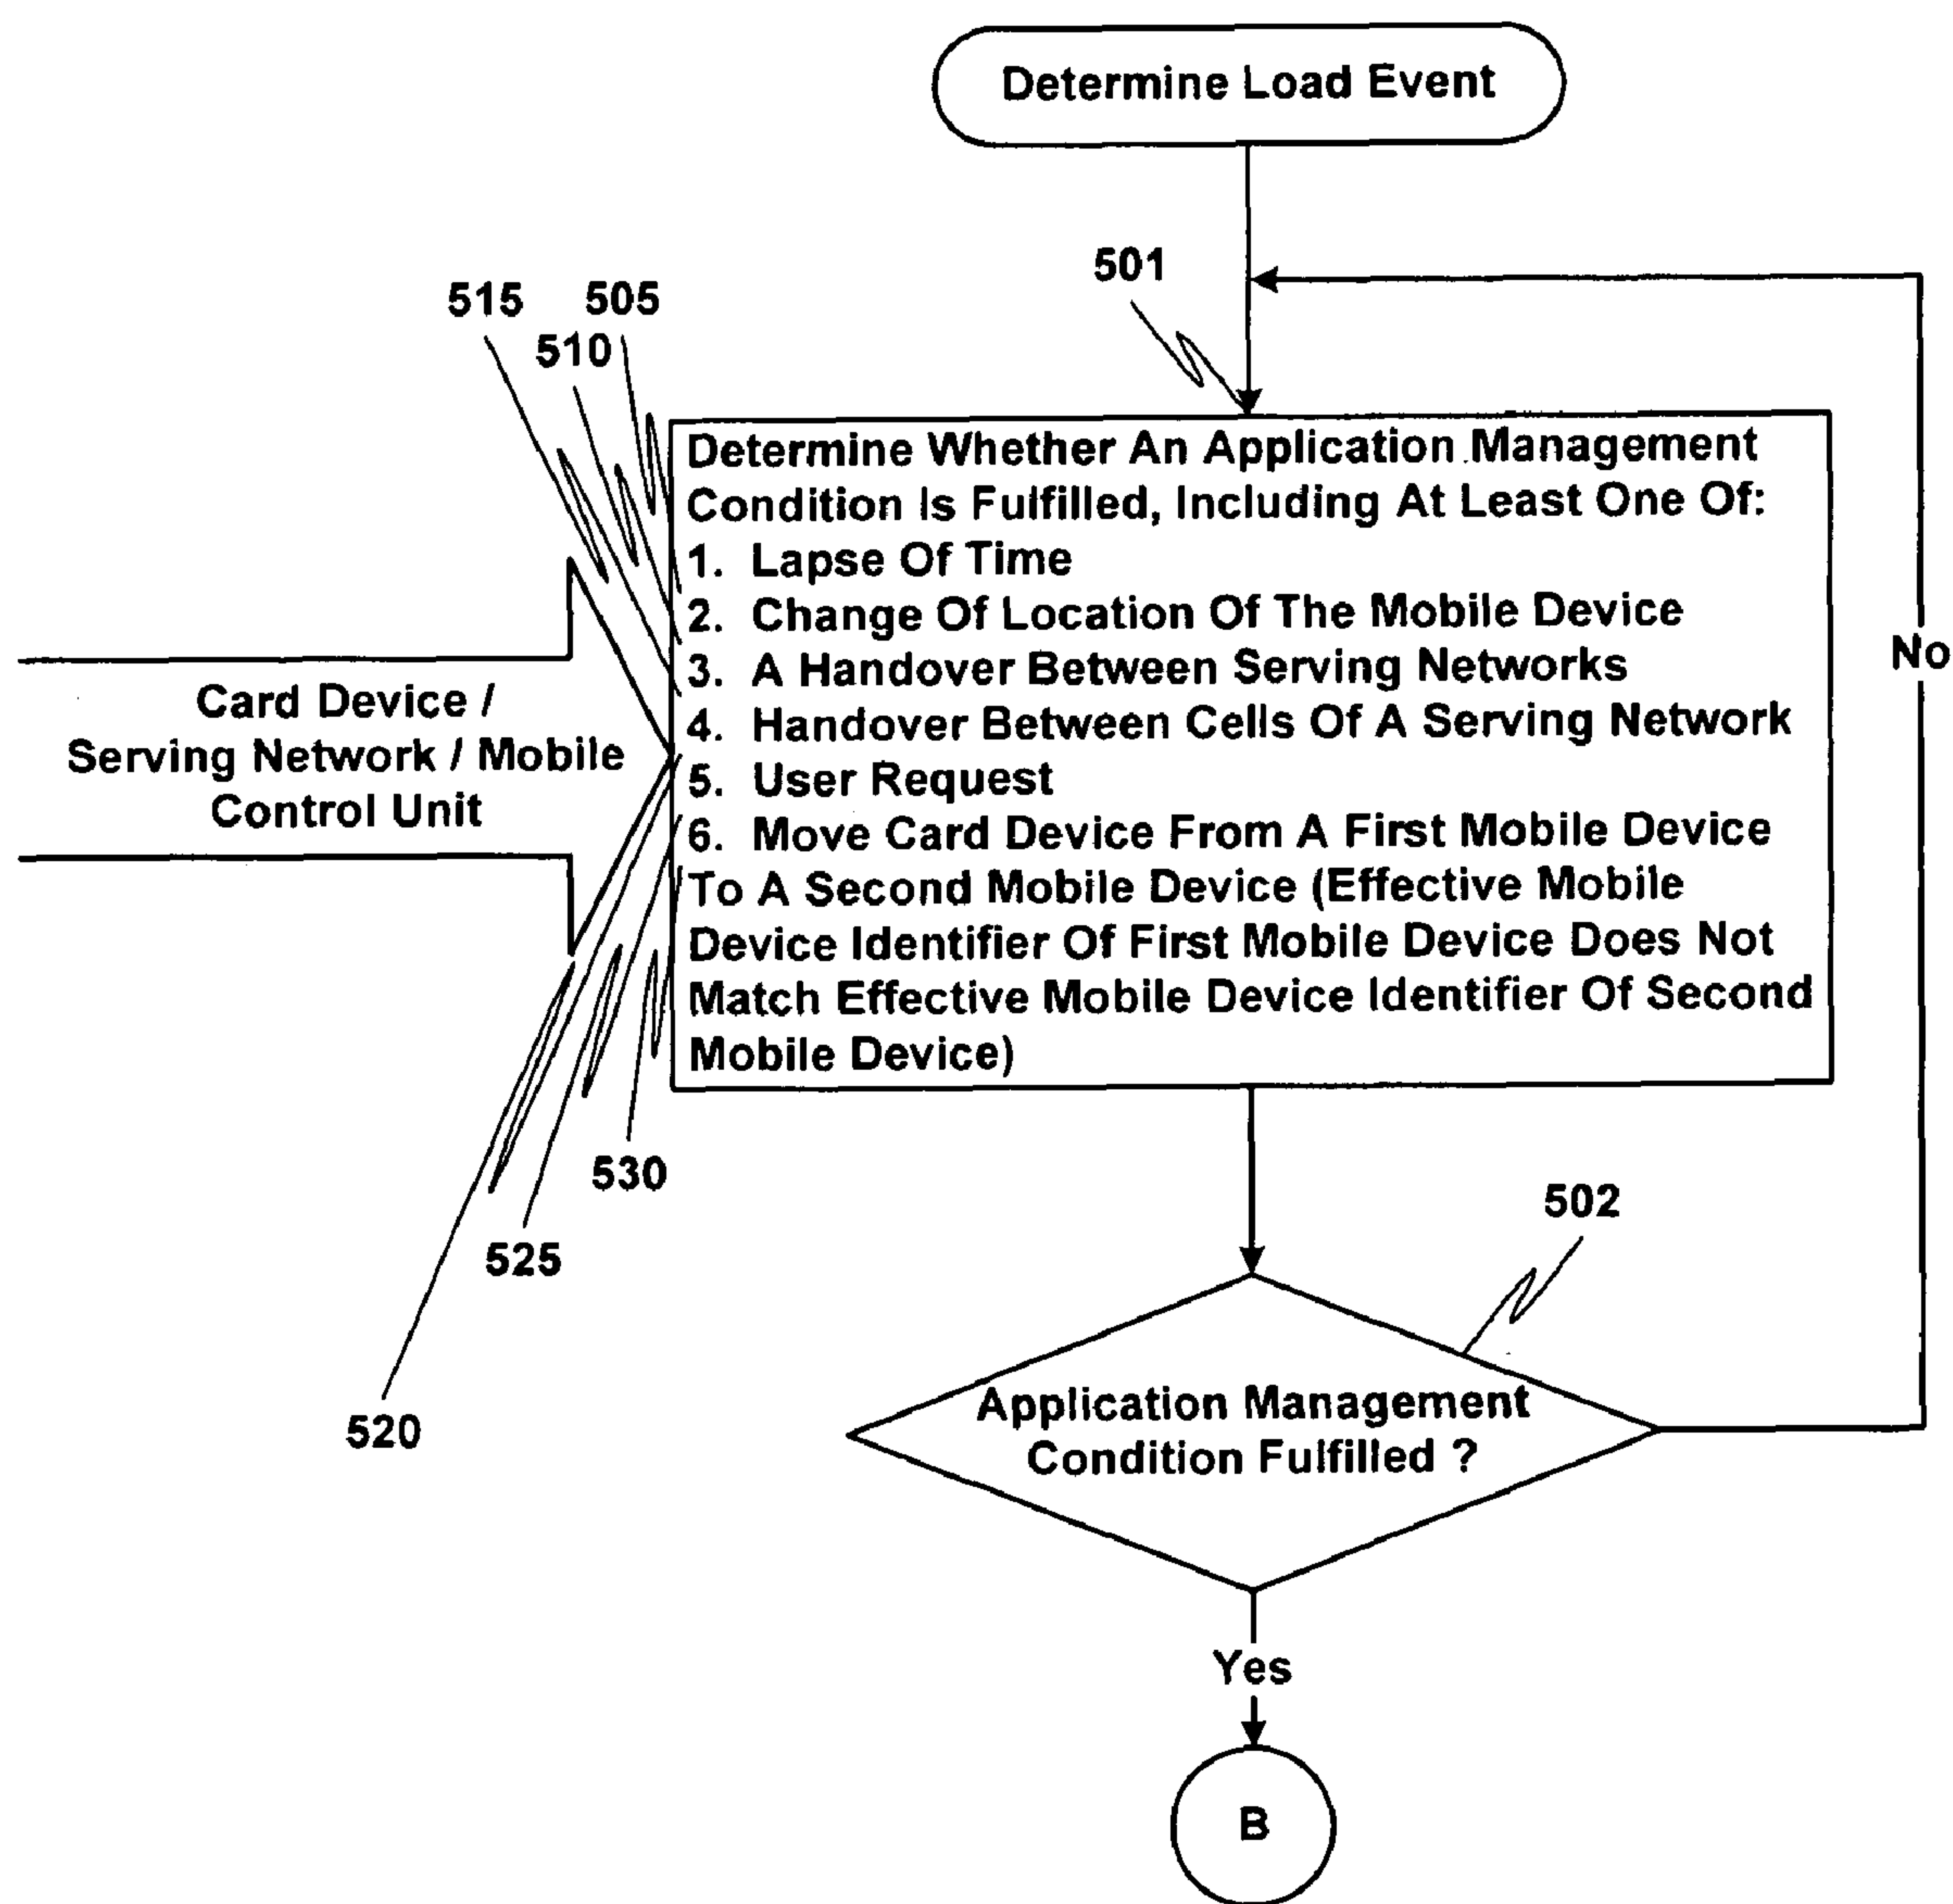 Determine Load Event
501
515 505
510
Determine Whether An Application Management
Condition Is Fulfilled, Including At Least One Of:
1. Lapse Of Time
2. Change Of Location Of The Mobile Device
3. A Handover Between Serving Networks
4. Handover Between Cells Of A Serving Network
5. User Request
6. Move Card Device From A First Mobile Device
To A Second Mobile Device (Effective Mobile
Device Identifier Of First Mobile Device Does Not
Match Effective Mobile Device Identifier Of Second
Mobile Device)
No
Card Device /
Serving Network / Mobile
Control Unit
530
525
520
502
Application Management
Condition Fulfilled ?
Yes
B